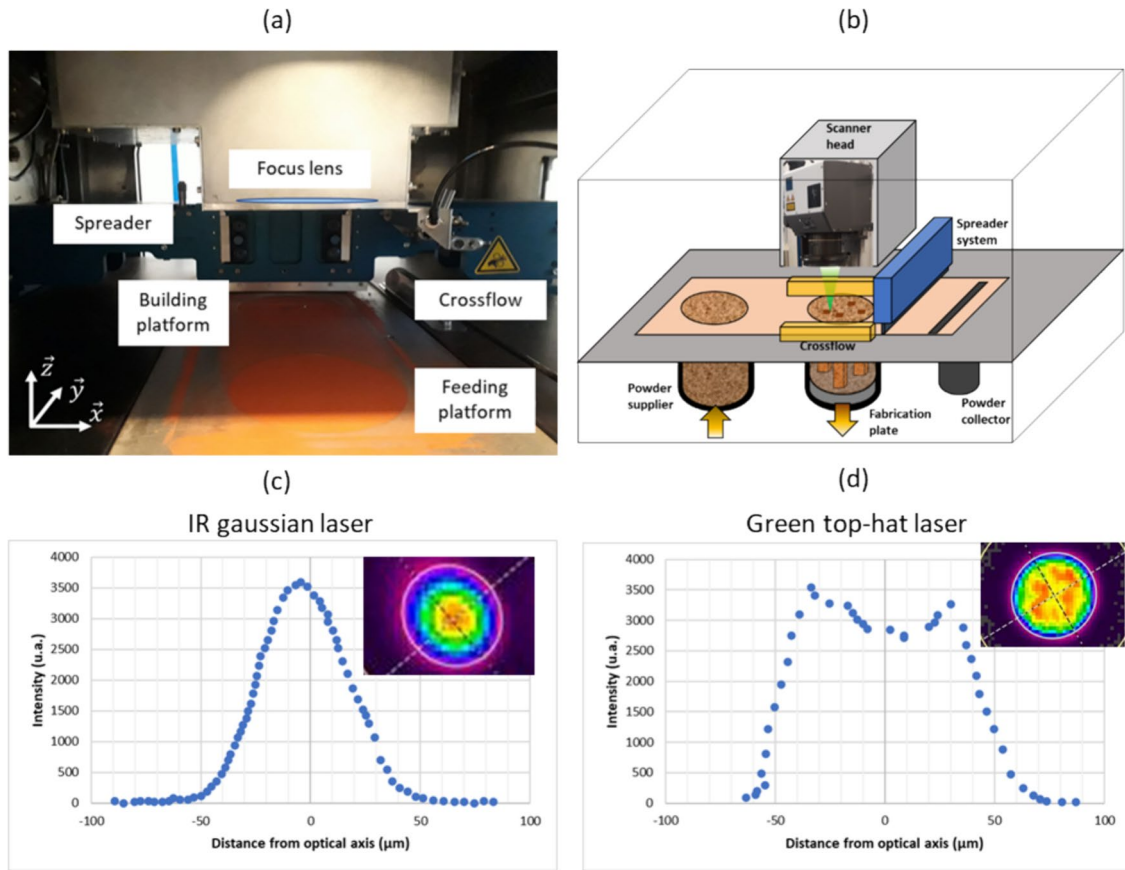 (a)
Focus lens
Spreader
Building
platform
Crossflow
Feeding
platform
z
y
x
(b)
Scanner
head
Spreader
system
Crossflow
Powder
supplier
Fabrication
plate
Powder
collector
(c)
IR gaussian laser
4000
3500
3000
2500
2000
1500
1000
500
0
-100
-50
0
50
100
Intensity (u.a.)
Distance from optical axis (µm)
(d)
Green top-hat laser
4000
3500
3000
2500
2000
1500
1000
500
0
-100
-50
0
50
100
Intensity (u.a.)
Distance from optical axis (µm)